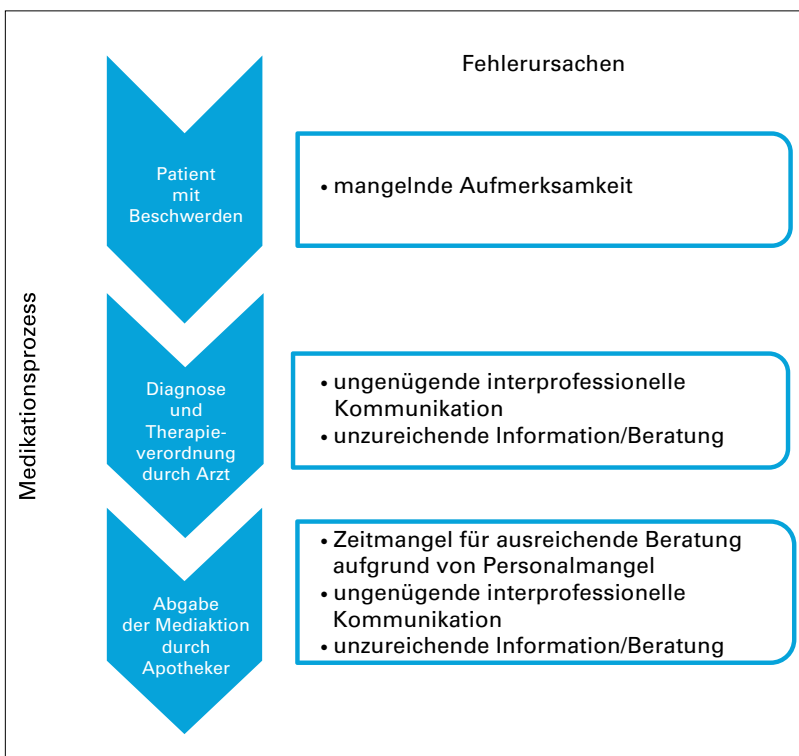 Fehlerursachen
Medikationsprozess
Patient
mit
Beschwerden
• mangelnde Aufmerksamkeit
Diagnose
und
Therapie-
verordnung
durch Arzt
• ungenügende interprofessionelle
Kommunikation
• unzureichende Information/Beratung
Abgabe
der Mediaktion
durch
Apotheker
• Zeitmangel für ausreichende Beratung
aufgrund von Personalmangel
• ungenügende interprofessionelle
Kommunikation
• unzureichende Information/Beratung